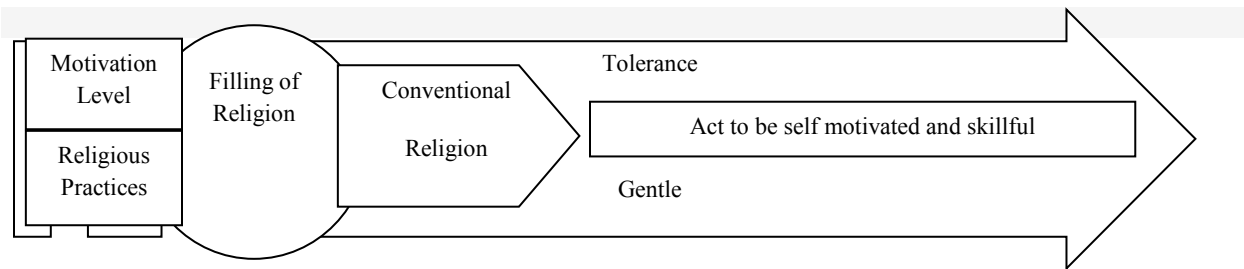 Motivation
Level
Religious
Practices
Filling of
Religion
Conventional
Religion
Tolerance
Act to be self motivated and skillful
Gentle